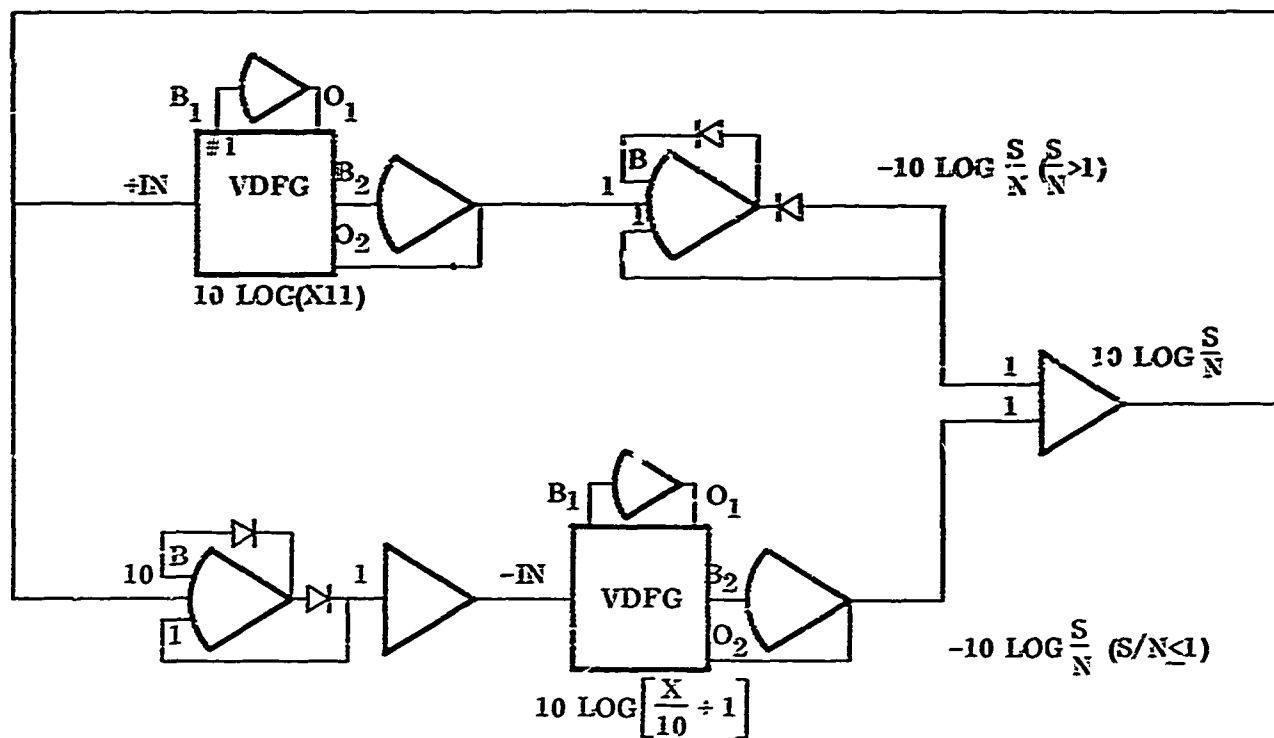 B₁
O₁
#1
÷IN
VDFG
B₂
O₂
10 LOG(X11)
1
B
1
-10 LOG S/N (S/N>1)
1
1
10 LOG S/N
10
B
1
1
-IN
B₁
O₁
VDFG
B₂
O₂
10 LOG[X/10 ÷ 1]
-10 LOG S/N (S/N≤1)